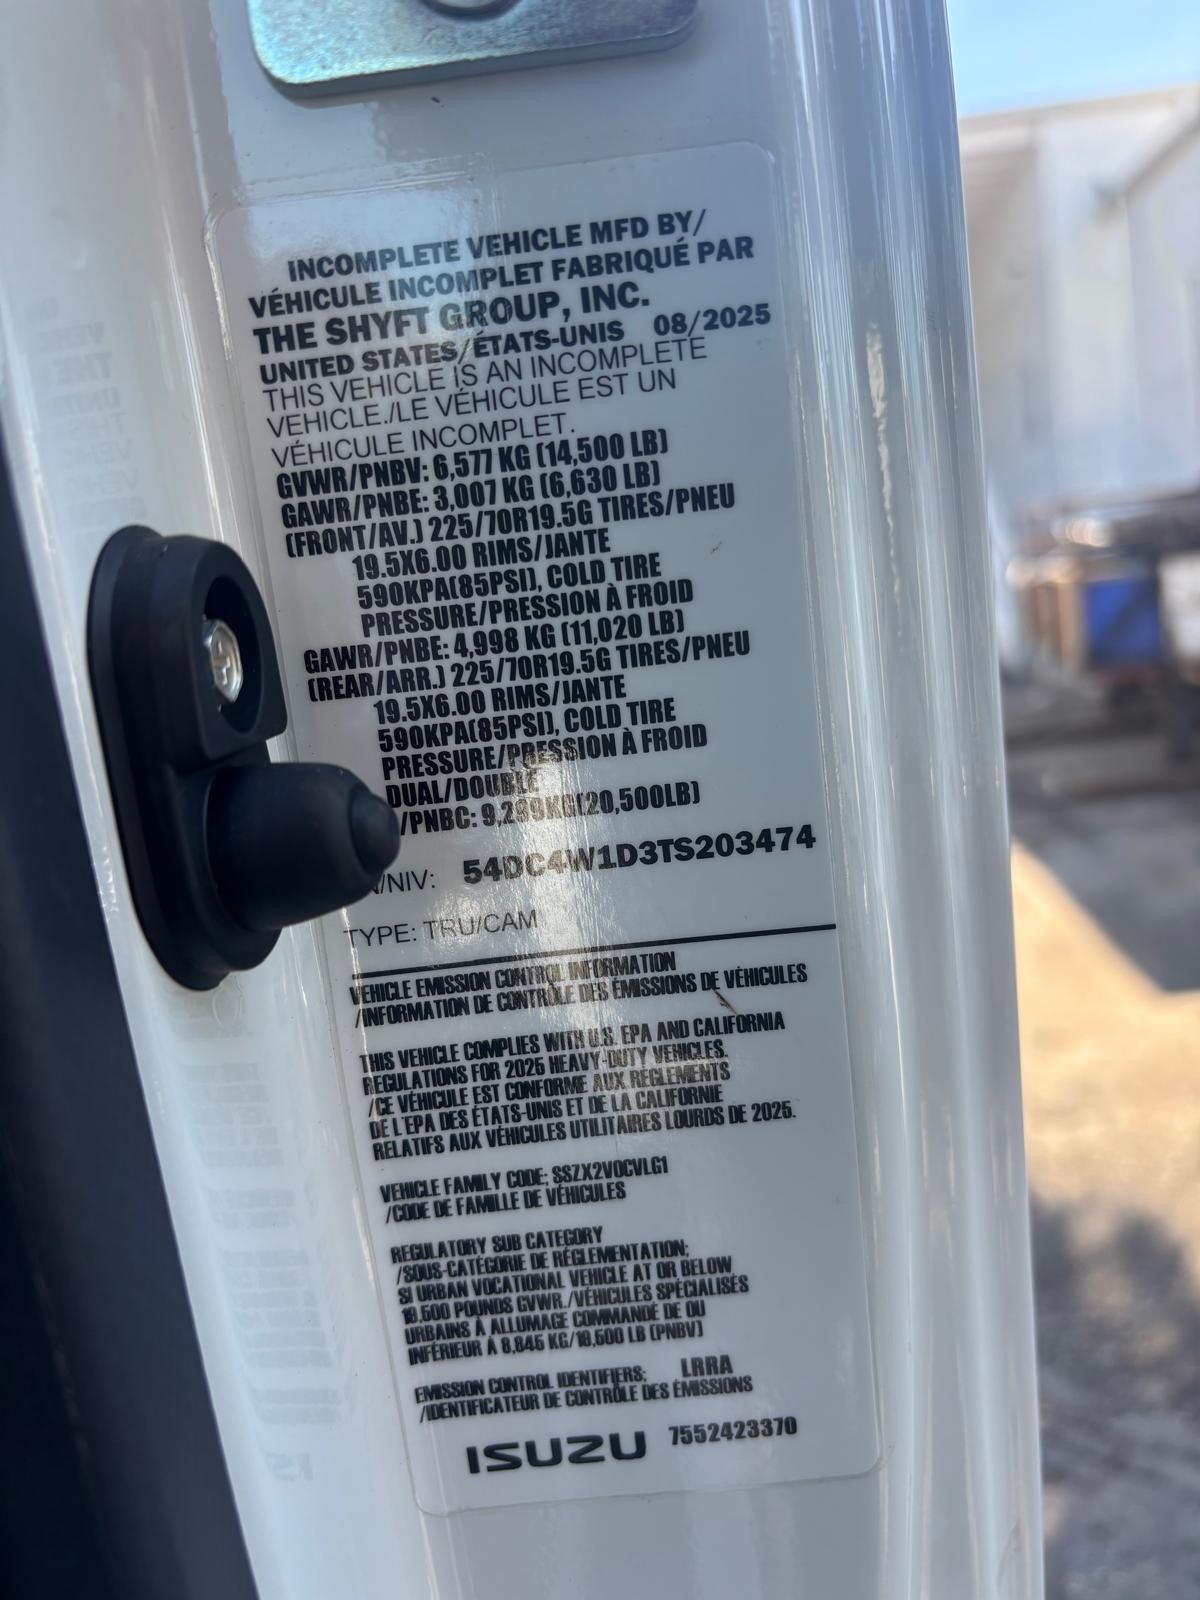 INCOMPLETE VEHICLE MFD BY/
VÉHICULE INCOMPLET FABRIQUÉ PAR
THE SHYFT GROUP, INC.
UNITED STATES/ÉTATS-UNIS 08/2025
THIS VEHICLE IS AN INCOMPLETE
VEHICLE./LE VÉHICULE EST UN
VÉHICULE INCOMPLET.
GVWR/PNBV: 6,577 KG (14,500 LB)
GAWR/PNBE: 3,007 KG (6,630 LB)
(FRONT/AV.) 225/70R19.5G TIRES/PNEU
19.5X6.00 RIMS/JANTE
590KPA(85PSI), COLD TIRE
PRESSURE/PRESSION À FROID
GAWR/PNBE: 4,998 KG (11,020 LB)
(REAR/ARR.) 225/70R19.5G TIRES/PNEU
19.5X6.00 RIMS/JANTE
590KPA(85PSI), COLD TIRE
PRESSURE/PRESSION À FROID
DUAL/DOUBLE
/PNBC: 9,299KG(20,500LB)
/NIV: 54DC4W1D3TS203474
TYPE: TRU/CAM
VEHICLE EMISSION CONTROL INFORMATION
/INFORMATION DE CONTRÔLE DES ÉMISSIONS DE VÉHICULES
THIS VEHICLE COMPLIES WITH U.S. EPA AND CALIFORNIA
REGULATIONS FOR 2025 HEAVY-DUTY VEHICLES.
/CE VÉHICULE EST CONFORME AUX RÈGLEMENTS
DE L'EPA DES ÉTATS-UNIS ET DE LA CALIFORNIE
RELATIFS AUX VÉHICULES UTILITAIRES LOURDS DE 2025.
VEHICLE FAMILY CODE: SSZX2VOCVLG1
/CODE DE FAMILLE DE VÉHICULES
REGULATORY SUB CATEGORY
/SOUS-CATÉGORIE DE RÉGLEMENTATION:
SI URBAN VOCATIONAL VEHICLE AT OR BELOW
19,500 POUNDS GVWR./VÉHICULES SPÉCIALISÉS
URBAINS À ALLUMAGE COMMANDÉ DE OU
INFÉRIEUR À 8,845 KG/19,500 LB (PNBV)
EMISSION CONTROL IDENTIFIERS: LRRA
/IDENTIFICATEUR DE CONTRÔLE DES ÉMISSIONS
ISUZU 7552423370